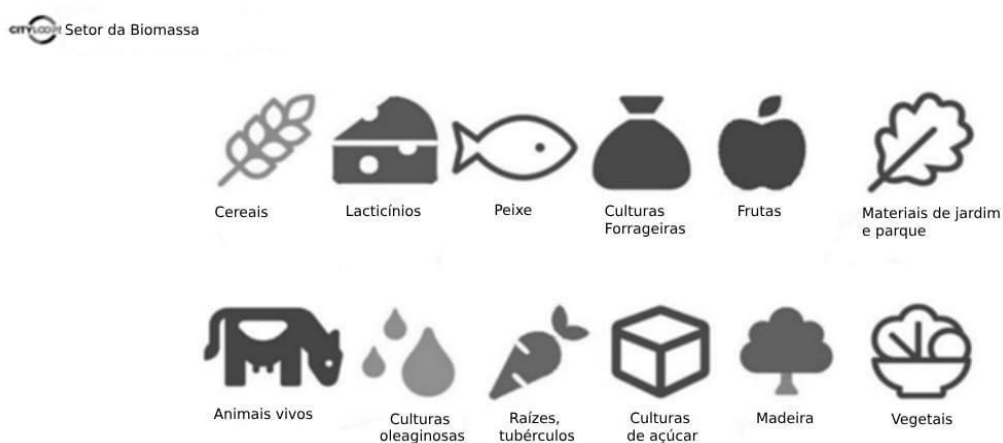 CITYLOOPS Setor da Biomassa
Cereais
Lacticínios
Peixe
Culturas
Forrageiras
Frutas
Materiais de jardim
e parque
Animais vivos
Culturas
oleaginosas
Raízes,
tubérculos
Culturas
de açúcar
Madeira
Vegetais